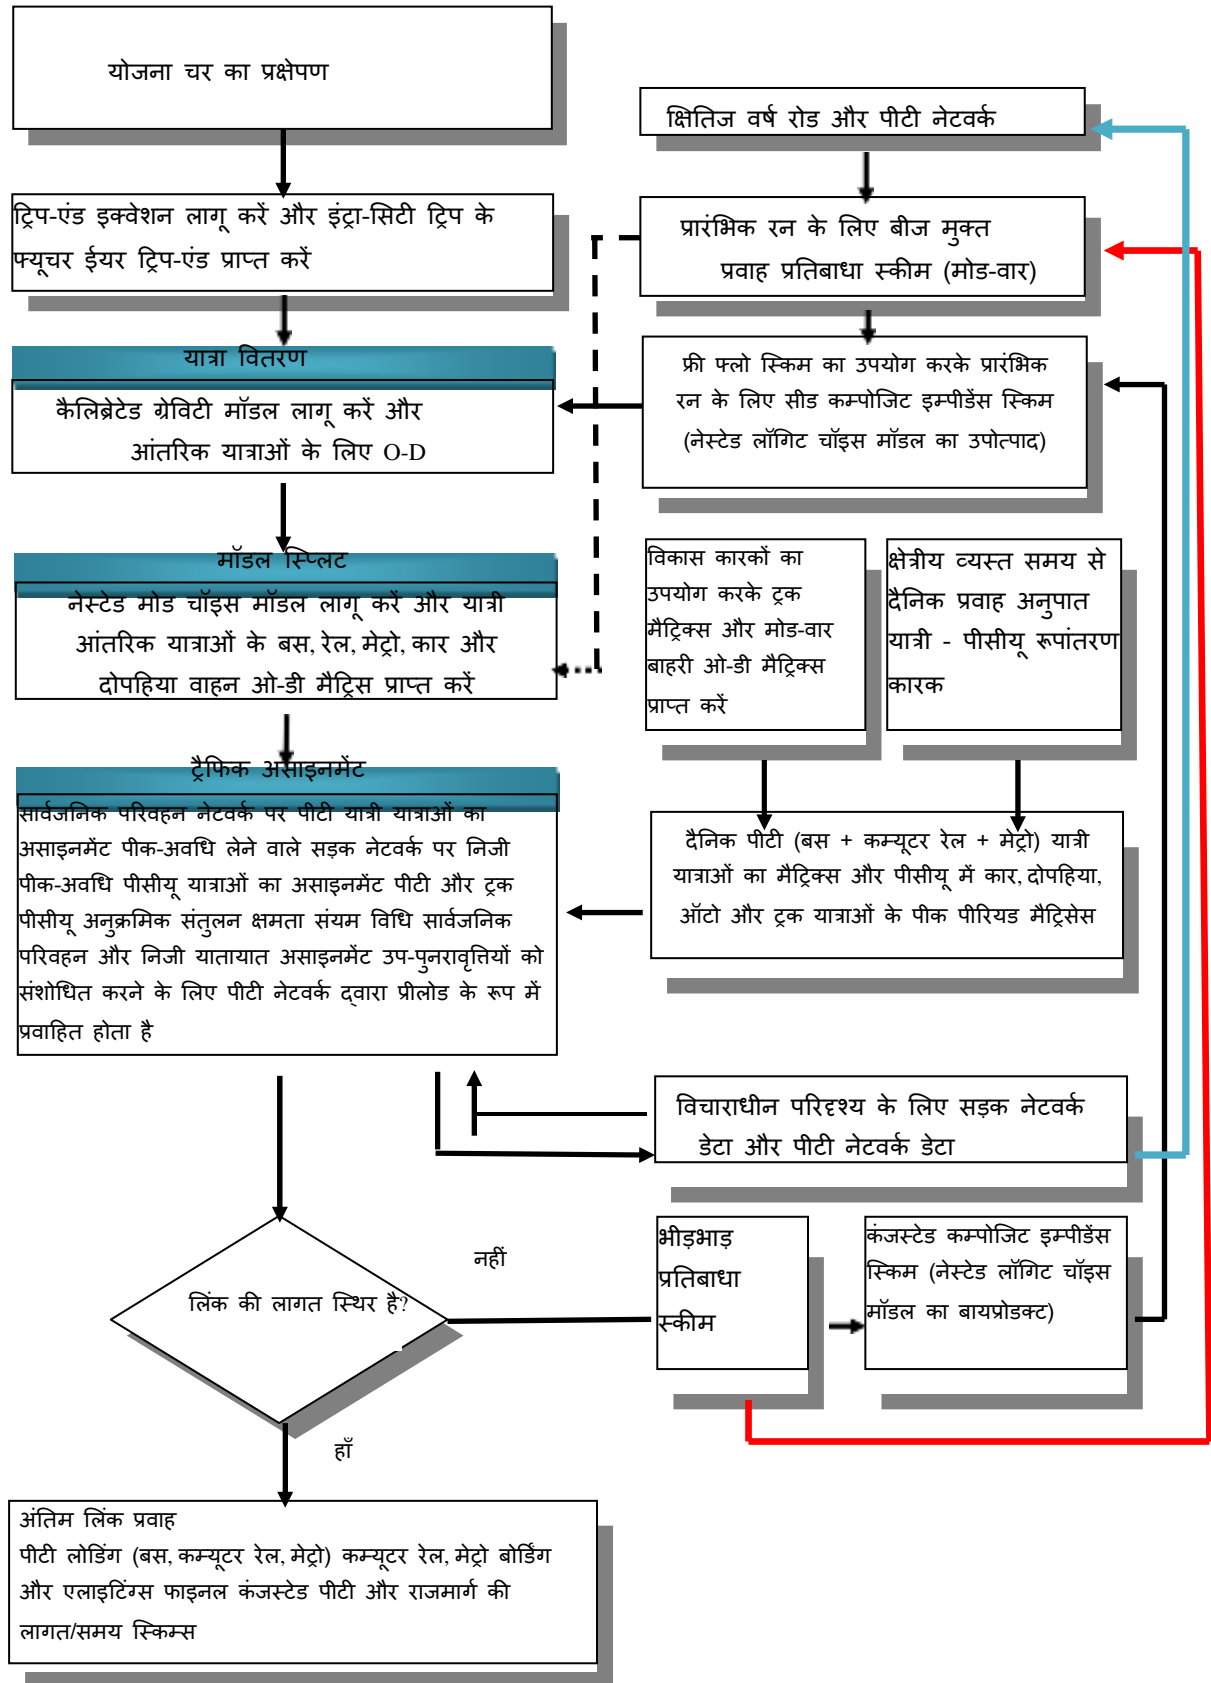 योजना चर का प्रक्षेपण
ट्रिप-एंड इक्वेशन लागू करें और इंट्रा-सिटी ट्रिप के
फ्यूचर ईयर ट्रिप-एंड प्राप्त करें
यात्रा वितरण
कैलिब्रेटेड ग्रेविटी मॉडल लागू करें और
आंतरिक यात्राओं के लिए O-D
मॉडल स्प्लिट
नेस्टेड मोड चॉइस मॉडल लागू करें और यात्री
आंतरिक यात्राओं के बस, रेल, मेट्रो, कार और
दोपहिया वाहन ओ-डी मैट्रिस प्राप्त करें
ट्रैफिक असाइनमेंट
सार्वजनिक परिवहन नेटवर्क पर पीटी यात्री यात्राओं का
असाइनमेंट पीक-अवधि लेने वाले सड़क नेटवर्क पर निजी
पीक-अवधि पीसीयू यात्राओं का असाइनमेंट पीटी और ट्रक
पीसीयू अनुक्रमिक संतुलन क्षमता संयम विधि सार्वजनिक
परिवहन और निजी यातायात असाइनमेंट उप-पुनरावृत्तियों को
संशोधित करने के लिए पीटी नेटवर्क द्वारा प्रीलोड के रूप में
प्रवाहित होता है
क्षितिज वर्ष रोड और पीटी नेटवर्क
प्रारंभिक रन के लिए बीज मुक्त
प्रवाह प्रतिबाधा स्कीम (मोड-वार)
फ्री फ्लो स्किम का उपयोग करके प्रारंभिक
रन के लिए सीड कम्पोजिट इम्पीडेंस स्किम
(नेस्टेड लॉगिट चॉइस मॉडल का उपोत्पाद)
विकास कारकों का
उपयोग करके ट्रक
मैट्रिक्स और मोड-वार
बाहरी ओ-डी मैट्रिक्स
प्राप्त करें
क्षेत्रीय व्यस्त समय से
दैनिक प्रवाह अनुपात
यात्री - पीसीयू रूपांतरण
कारक
दैनिक पीटी (बस + कम्यूटर रेल + मेट्रो) यात्री
यात्राओं का मैट्रिक्स और पीसीयू में कार, दोपहिया,
ऑटो और ट्रक यात्राओं के पीक पीरियड मैट्रिसेस
विचाराधीन परिदृश्य के लिए सड़क नेटवर्क
डेटा और पीटी नेटवर्क डेटा
लिंक की लागत स्थिर है?
नहीं
भीड़भाड़
प्रतिबाधा
स्कीम
कंजस्टेड कम्पोजिट इम्पीडेंस
स्किम (नेस्टेड लॉगिट चॉइस
मॉडल का बायप्रोडक्ट)
हाँ
अंतिम लिंक प्रवाह
पीटी लोडिंग (बस, कम्यूटर रेल, मेट्रो) कम्यूटर रेल, मेट्रो बोर्डिंग
और एलाइटिंग्स फाइनल कंजस्टेड पीटी और राजमार्ग की
लागत/समय स्किम्स